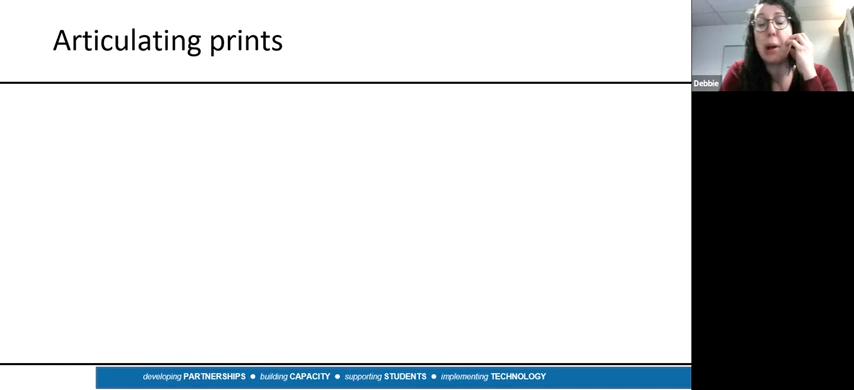 Articulating prints
Debbie
developing PARTNERSHIPS ● building CAPACITY ● supporting STUDENTS ● implementing TECHNOLOGY